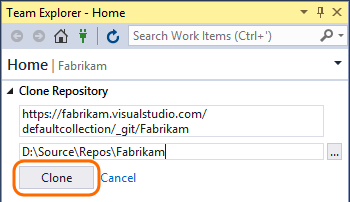 Team Explorer - Home
Search Work Items (Ctrl+')
Home | Fabrikam
Clone Repository
https://fabrikam.visualstudio.com/
defaultcollection/_git/Fabrikam
D:\Source\Repos\Fabrikam
...
Clone Cancel